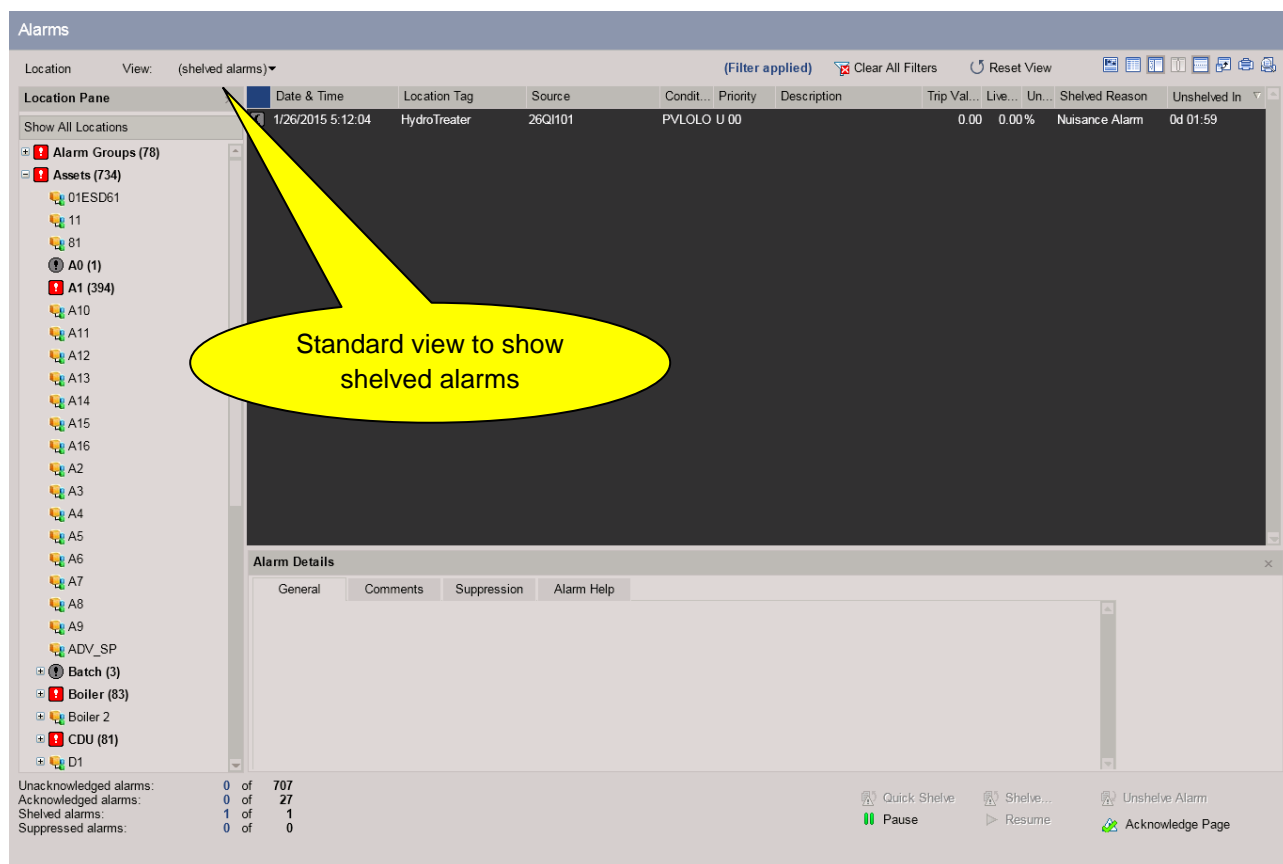 Alarms
Location View: (shelved alarms) (Filter applied) Clear All Filters Reset View
Location Pane
Date & Time Location Tag Source Condit... Priority Description Trip Val... Live... Un... Shelved Reason Unshelved In
Show All Locations
1/26/2015 5:12:04 HydroTreater 26QI101 PVLOLO U 00 0.00 0.00 % Nuisance Alarm 0d 01:59
Alarm Groups (78)
Assets (734)
01ESD61
11
81
A0 (1)
A1 (394)
A10
A11
A12
A13
A14
A15
A16
A2
A3
A4
A5
A6
A7
A8
A9
ADV_SP
Batch (3)
Boiler (83)
Boiler 2
CDU (81)
D1
Standard view to show
shelved alarms
Alarm Details
General Comments Suppression Alarm Help
Unacknowledged alarms: 0 of 707
Acknowledged alarms: 0 of 27
Shelved alarms: 1 of 1
Suppressed alarms: 0 of 0
Quick Shelve Shelve... Unshelve Alarm
Pause Resume Acknowledge Page